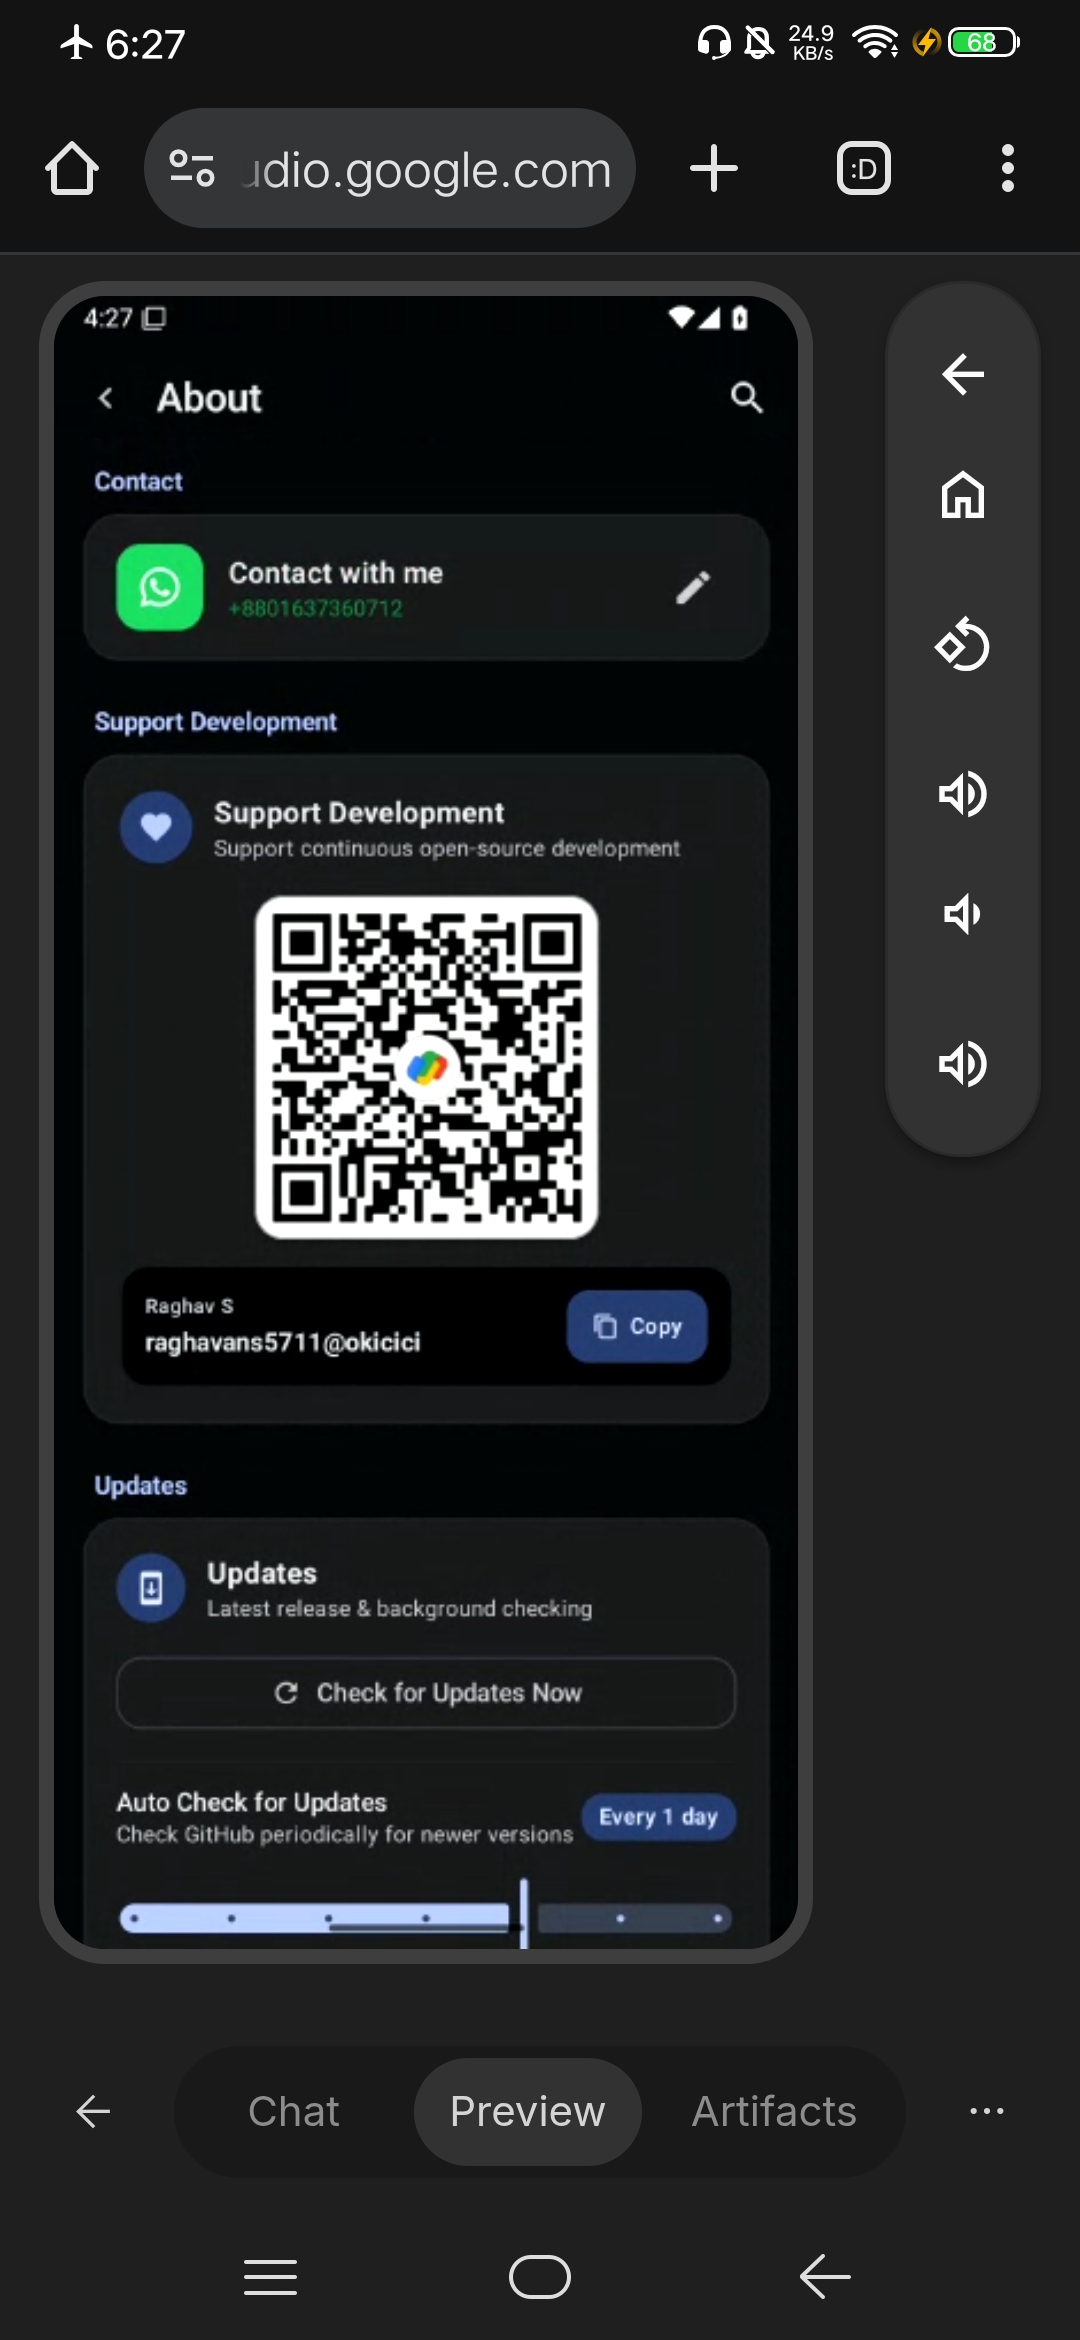 6:27
24.9
KB/s
68
udio.google.com
:D
4:27
About
Contact
Contact with me
+8801637360712
Support Development
Support Development
Support continuous open-source development
Raghav S
raghavans5711@okicici
Copy
Updates
Updates
Latest release & background checking
Check for Updates Now
Auto Check for Updates
Check GitHub periodically for newer versions
Every 1 day
Chat
Preview
Artifacts